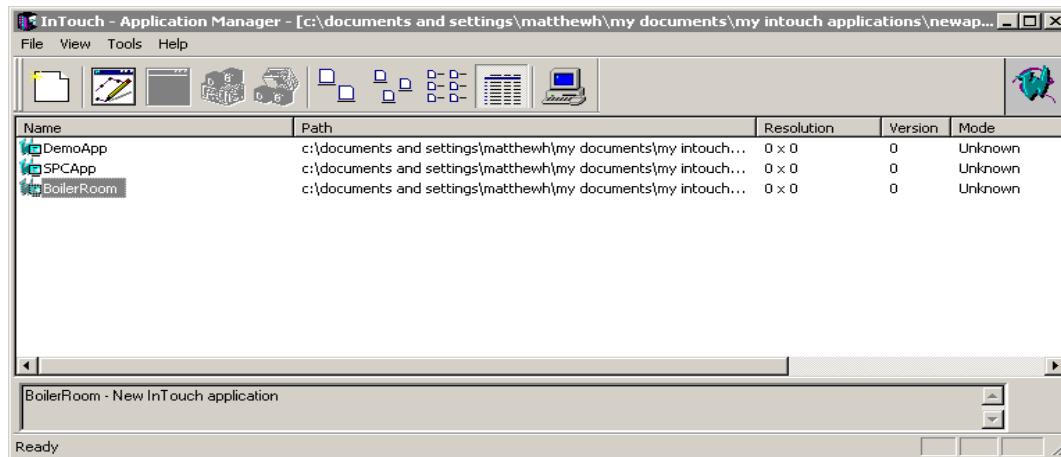 InTouch - Application Manager - [c:\documents and settings\matthewh\my documents\my intouch applications\newap...
File View Tools Help
Name Path Resolution Version Mode
DemoApp c:\documents and settings\matthewh\my documents\my intouch... 0 x 0 0 Unknown
SPCApp c:\documents and settings\matthewh\my documents\my intouch... 0 x 0 0 Unknown
BoilerRoom c:\documents and settings\matthewh\my documents\my intouch... 0 x 0 0 Unknown
BoilerRoom - New InTouch application
Ready